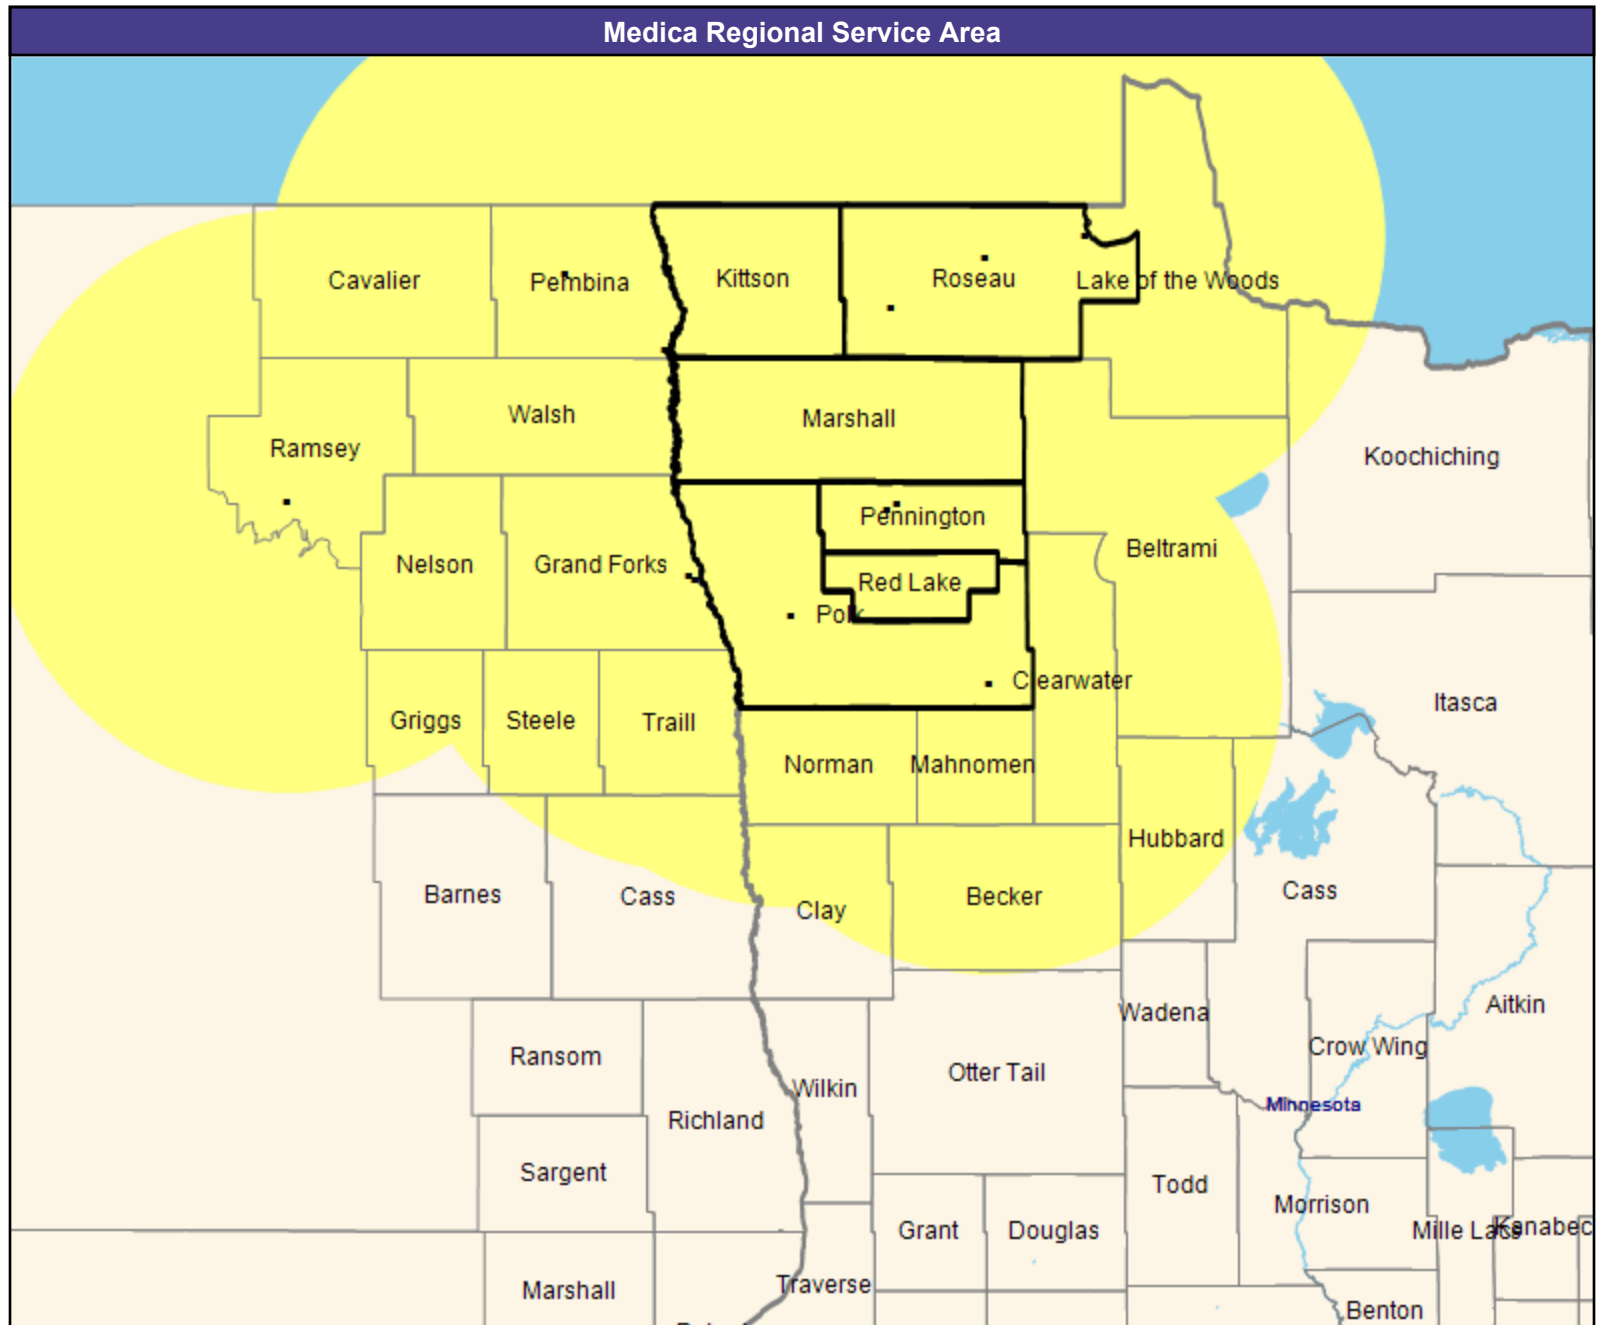 Medica Regional Service Area
Cavalier
Pembina
Kittson
Roseau
Lake of the Woods
Walsh
Marshall
Ramsey
Koochiching
Pennington
Beltrami
Nelson
Grand Forks
Red Lake
Polk
Clearwater
Itasca
Griggs
Steele
Traill
Norman
Mahnomen
Hubbard
Barnes
Cass
Clay
Becker
Cass
Aitkin
Wadena
Crow Wing
Ransom
Otter Tail
Wilkin
Minnesota
Richland
Sargent
Todd
Morrison
Grant
Douglas
Mille Lacs
Kanabec
Marshall
Traverse
Benton